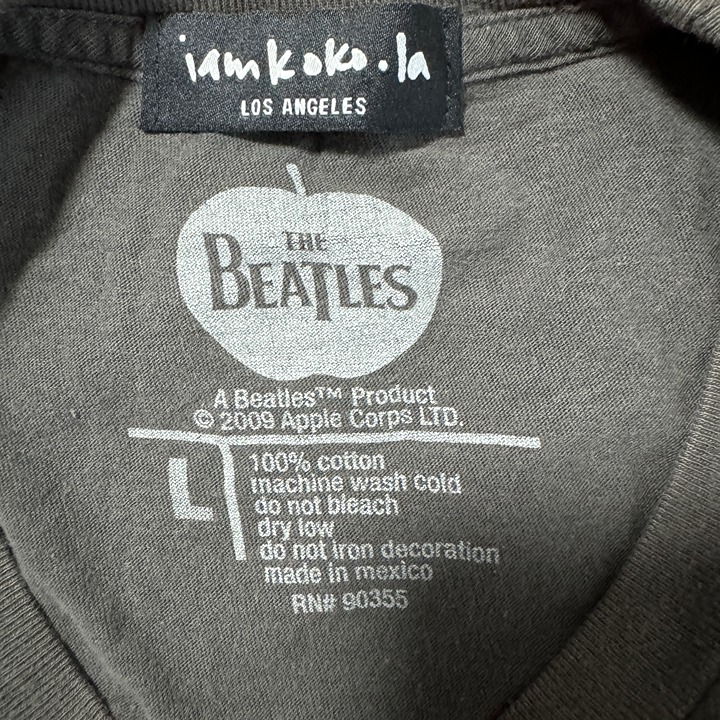 iamkoko.la
LOS ANGELES
THE
BEATLES
A Beatles™ Product
© 2009 Apple Corps LTD.
L
100% cotton
machine wash cold
do not bleach
dry low
do not iron decoration
made in mexico
RN# 90355